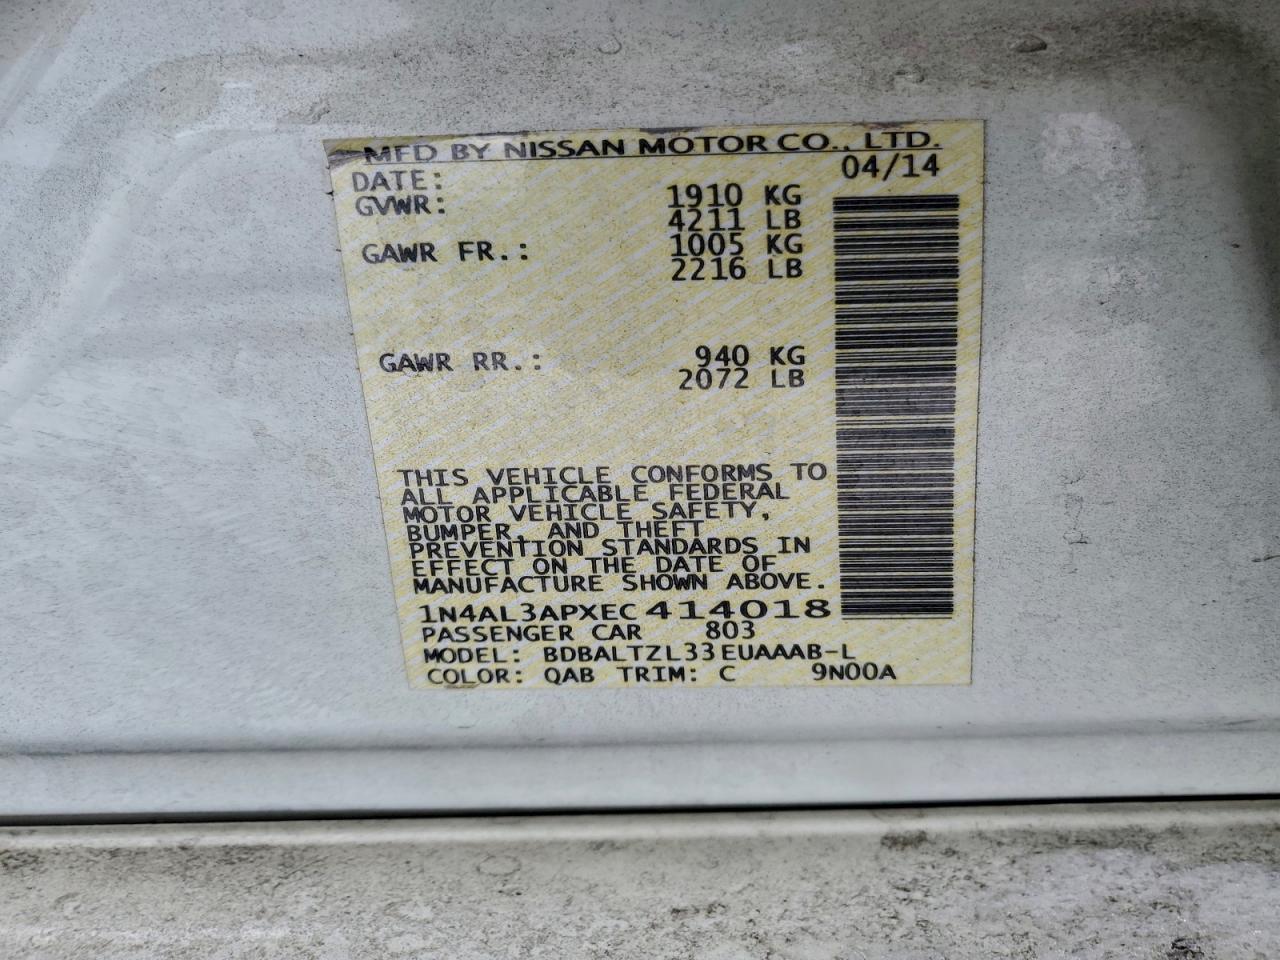 MFD BY NISSAN MOTOR CO., LTD.
DATE: 04/14
GVWR: 1910 KG
4211 LB
GAWR FR.: 1005 KG
2216 LB
GAWR RR.: 940 KG
2072 LB
THIS VEHICLE CONFORMS TO
ALL APPLICABLE FEDERAL
MOTOR VEHICLE SAFETY,
BUMPER, AND THEFT
PREVENTION STANDARDS IN
EFFECT ON THE DATE OF
MANUFACTURE SHOWN ABOVE.
1N4AL3APXEC414018
PASSENGER CAR 803
MODEL: BDBALTZL33EUAAAB-L
COLOR: QAB TRIM: C 9N00A